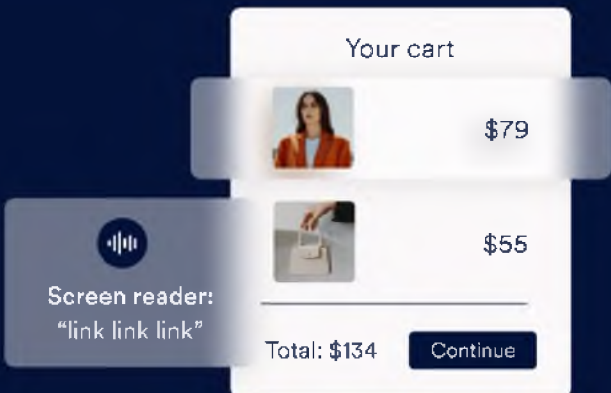 Your cart
$79
$55
Screen reader:
“link link link”
Total: $134
Continue